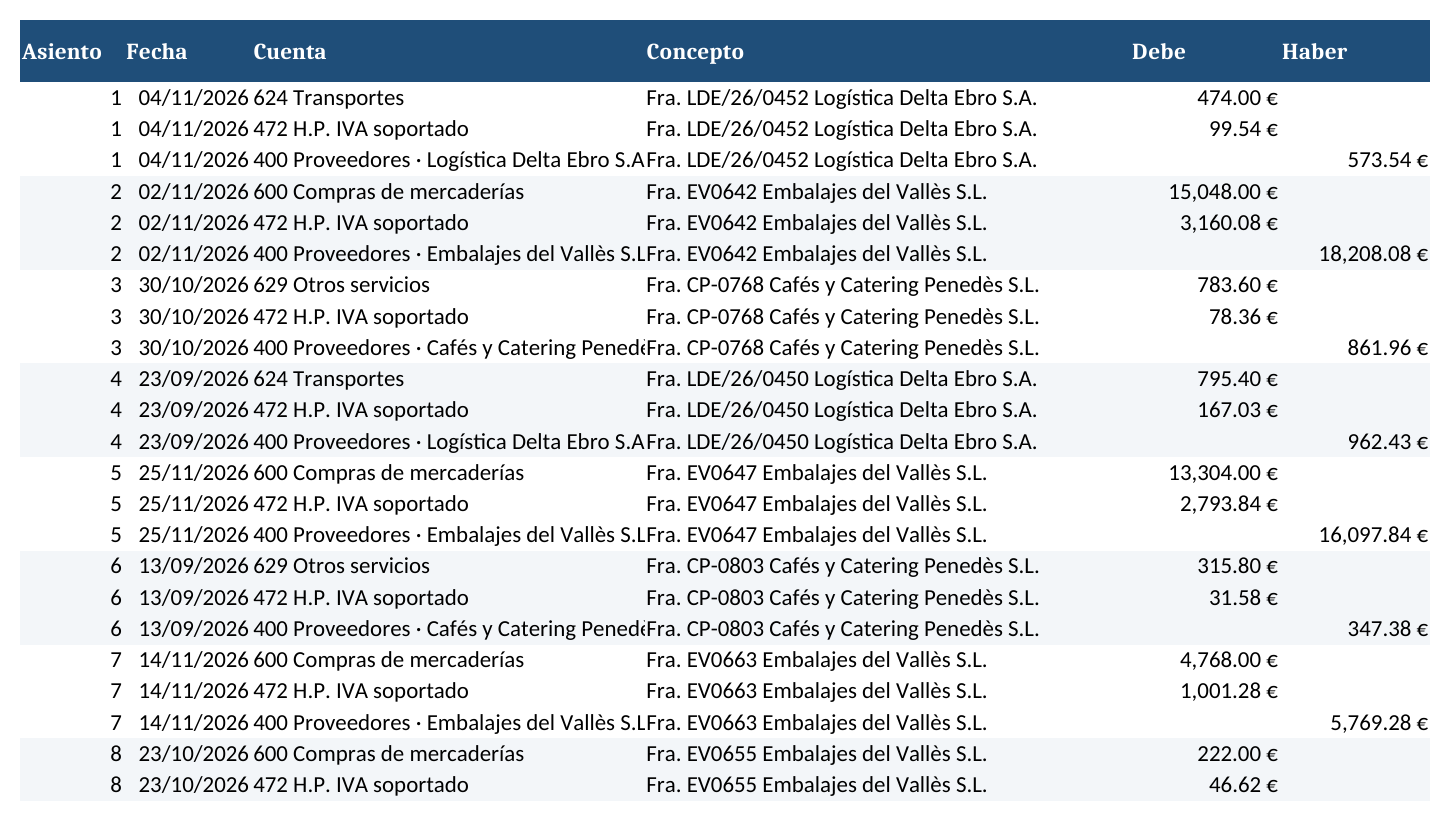 Asiento Fecha Cuenta Concepto Debe Haber
1 04/11/2026 624 Transportes Fra. LDE/26/0452 Logística Delta Ebro S.A. 474.00 €
1 04/11/2026 472 H.P. IVA soportado Fra. LDE/26/0452 Logística Delta Ebro S.A. 99.54 €
1 04/11/2026 400 Proveedores · Logística Delta Ebro S.A Fra. LDE/26/0452 Logística Delta Ebro S.A. 573.54 €
2 02/11/2026 600 Compras de mercaderías Fra. EV0642 Embalajes del Vallès S.L. 15,048.00 €
2 02/11/2026 472 H.P. IVA soportado Fra. EV0642 Embalajes del Vallès S.L. 3,160.08 €
2 02/11/2026 400 Proveedores · Embalajes del Vallès S.L Fra. EV0642 Embalajes del Vallès S.L. 18,208.08 €
3 30/10/2026 629 Otros servicios Fra. CP-0768 Cafés y Catering Penedès S.L. 783.60 €
3 30/10/2026 472 H.P. IVA soportado Fra. CP-0768 Cafés y Catering Penedès S.L. 78.36 €
3 30/10/2026 400 Proveedores · Cafés y Catering Penedè Fra. CP-0768 Cafés y Catering Penedès S.L. 861.96 €
4 23/09/2026 624 Transportes Fra. LDE/26/0450 Logística Delta Ebro S.A. 795.40 €
4 23/09/2026 472 H.P. IVA soportado Fra. LDE/26/0450 Logística Delta Ebro S.A. 167.03 €
4 23/09/2026 400 Proveedores · Logística Delta Ebro S.A Fra. LDE/26/0450 Logística Delta Ebro S.A. 962.43 €
5 25/11/2026 600 Compras de mercaderías Fra. EV0647 Embalajes del Vallès S.L. 13,304.00 €
5 25/11/2026 472 H.P. IVA soportado Fra. EV0647 Embalajes del Vallès S.L. 2,793.84 €
5 25/11/2026 400 Proveedores · Embalajes del Vallès S.L Fra. EV0647 Embalajes del Vallès S.L. 16,097.84 €
6 13/09/2026 629 Otros servicios Fra. CP-0803 Cafés y Catering Penedès S.L. 315.80 €
6 13/09/2026 472 H.P. IVA soportado Fra. CP-0803 Cafés y Catering Penedès S.L. 31.58 €
6 13/09/2026 400 Proveedores · Cafés y Catering Penedè Fra. CP-0803 Cafés y Catering Penedès S.L. 347.38 €
7 14/11/2026 600 Compras de mercaderías Fra. EV0663 Embalajes del Vallès S.L. 4,768.00 €
7 14/11/2026 472 H.P. IVA soportado Fra. EV0663 Embalajes del Vallès S.L. 1,001.28 €
7 14/11/2026 400 Proveedores · Embalajes del Vallès S.L Fra. EV0663 Embalajes del Vallès S.L. 5,769.28 €
8 23/10/2026 600 Compras de mercaderías Fra. EV0655 Embalajes del Vallès S.L. 222.00 €
8 23/10/2026 472 H.P. IVA soportado Fra. EV0655 Embalajes del Vallès S.L. 46.62 €